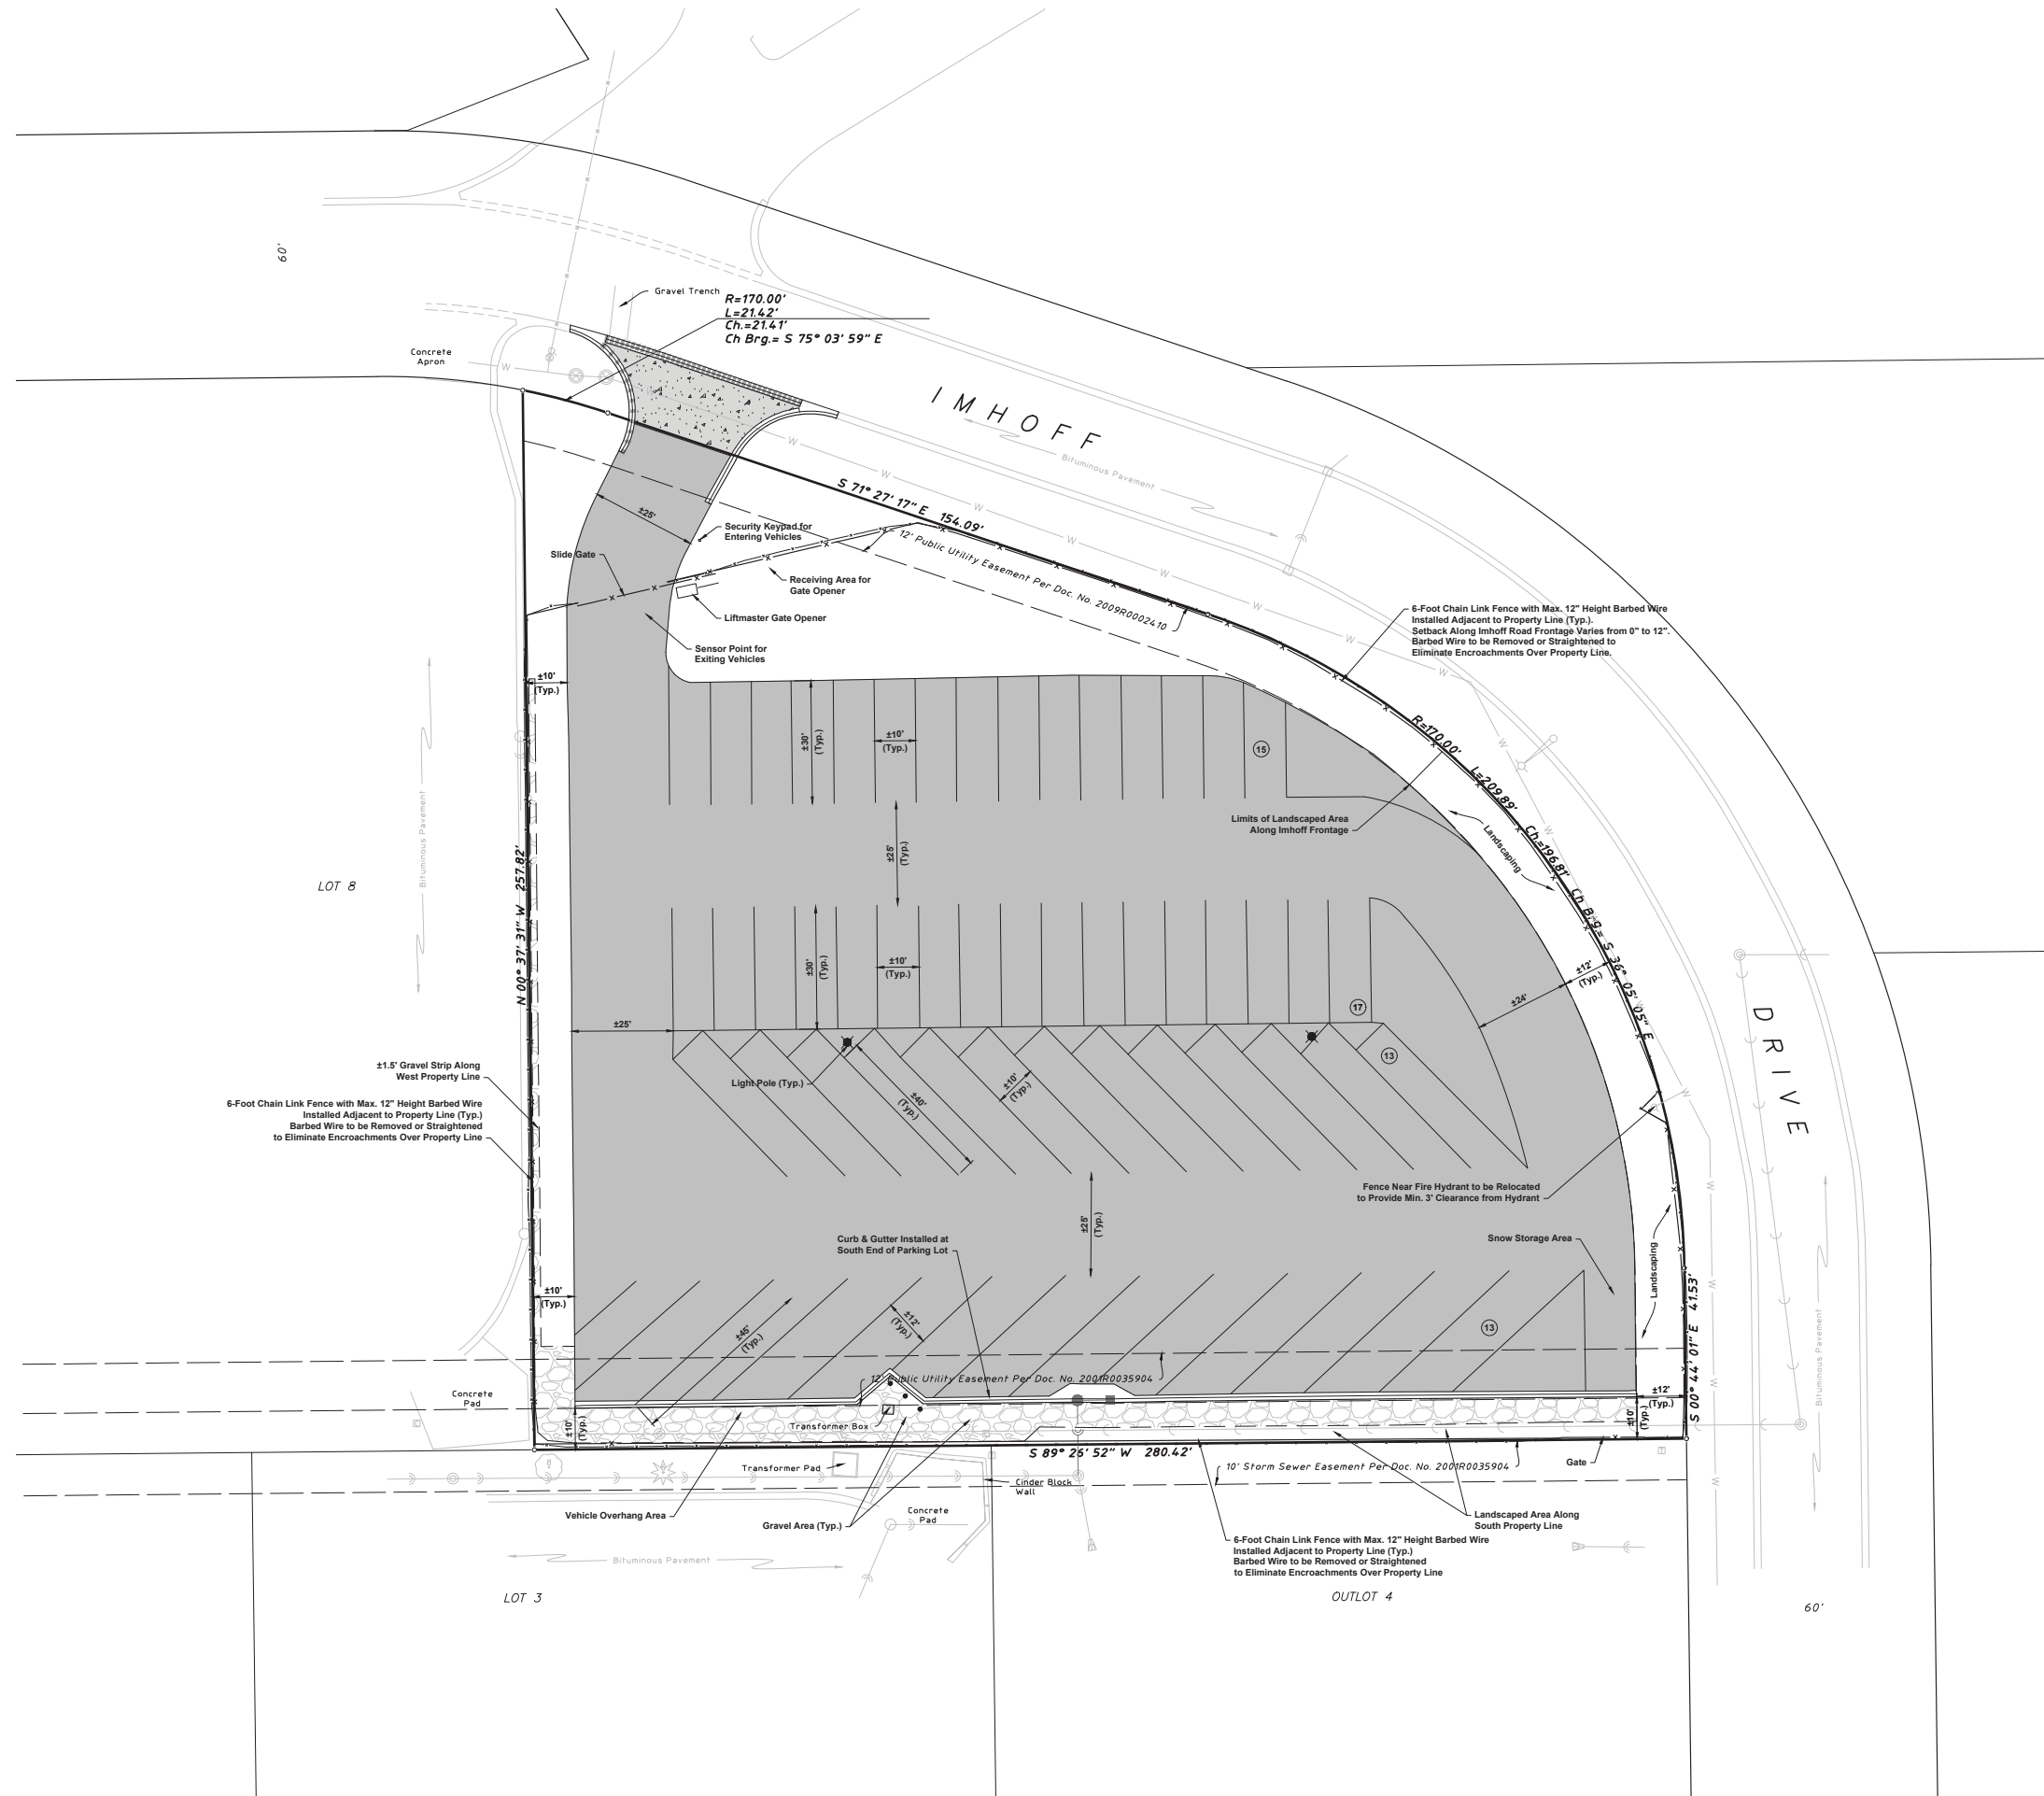 60'
Gravel Trench
R=170.00'
L=21.42'
Ch.=21.41'
Ch Brg.= S 75° 03' 59" E
Concrete
Apron
W
IMHOFF
Bituminous Pavement
S 71° 27' 17" E 154.09'
±25'
Security Keypad for
Entering Vehicles
12' Public Utility Easement Per Doc. No. 2009R0002410
Slide Gate
Receiving Area for
Gate Opener
Liftmaster Gate Opener
Sensor Point for
Exiting Vehicles
6-Foot Chain Link Fence with Max. 12" Height Barbed Wire
Installed Adjacent to Property Line (Typ.).
Setback Along Imhoff Road Frontage Varies from 0" to 12".
Barbed Wire to be Removed or Straightened to
Eliminate Encroachments Over Property Line.
±10'
(Typ.)
±30'
(Typ.)
±10'
(Typ.)
15
R=170.00'
L=209.89'
Ch.=196.81'
Ch Brg.= S 36° 05' 05" E
Limits of Landscaped Area
Along Imhoff Frontage
Landscaping
±25'
(Typ.)
LOT 8
Bituminous Pavement
N 00° 37' 31" W 257.82'
±30'
(Typ.)
±10'
(Typ.)
±12'
(Typ.)
±24'
17
±25'
13
DRIVE
±1.5' Gravel Strip Along
West Property Line
Light Pole (Typ.)
±40'
(Typ.)
±10'
(Typ.)
6-Foot Chain Link Fence with Max. 12" Height Barbed Wire
Installed Adjacent to Property Line (Typ.)
Barbed Wire to be Removed or Straightened
to Eliminate Encroachments Over Property Line
Fence Near Fire Hydrant to be Relocated
to Provide Min. 3' Clearance from Hydrant
±25'
(Typ.)
Curb & Gutter Installed at
South End of Parking Lot
Snow Storage Area
Landscaping
±10'
(Typ.)
±45'
(Typ.)
±12'
(Typ.)
13
S 00° 44' 01" E 41.53'
Bituminous Pavement
12' Public Utility Easement Per Doc. No. 2001R0035904
Concrete
Pad
±12'
(Typ.)
±10'
(Typ.)
±10'
(Typ.)
Transformer Box
S 89° 26' 52" W 280.42'
Transformer Pad
10' Storm Sewer Easement Per Doc. No. 2001R0035904
Gate
Cinder Block
Wall
Vehicle Overhang Area
Gravel Area (Typ.)
Concrete
Pad
Landscaped Area Along
South Property Line
6-Foot Chain Link Fence with Max. 12" Height Barbed Wire
Installed Adjacent to Property Line (Typ.)
Barbed Wire to be Removed or Straightened
to Eliminate Encroachments Over Property Line
Bituminous Pavement
LOT 3
OUTLOT 4
60'